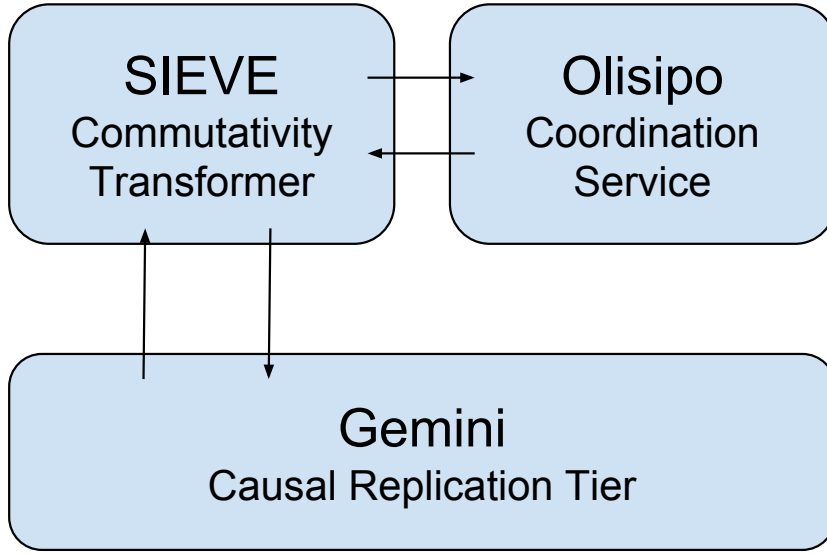 SIEVE
Commutativity
Transformer
Olisipo
Coordination
Service
Gemini
Causal Replication Tier